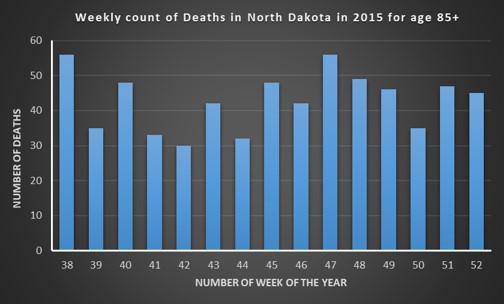 Weekly count of Deaths in North Dakota in 2015 for age 85+
60
50
40
30
20
10
0
NUMBER OF DEATHS
38 39 40 41 42 43 44 45 46 47 48 49 50 51 52
NUMBER OF WEEK OF THE YEAR